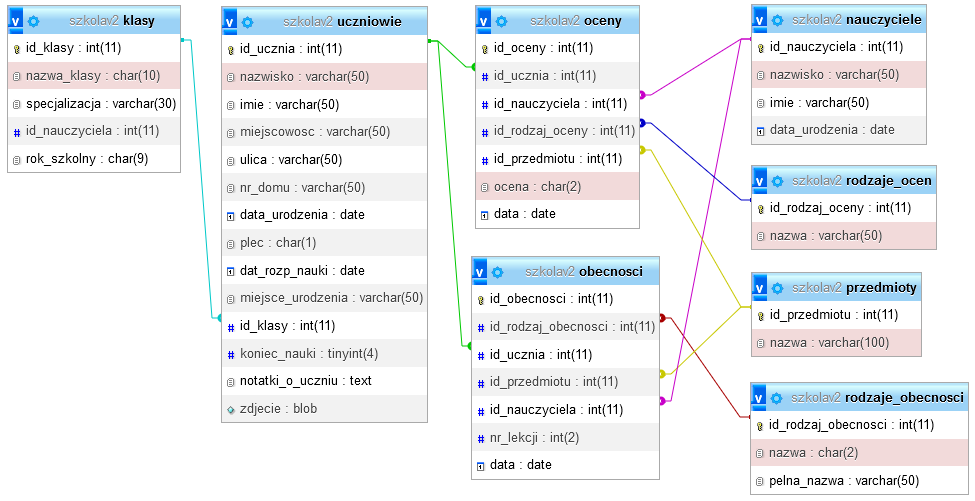 szkolav2 klasy
id_klasy : int(11)
nazwa_klasy : char(10)
specjalizacja : varchar(30)
id_nauczyciela : int(11)
rok_szkolny : char(9)
szkolav2 uczniowie
id_ucznia : int(11)
nazwisko : varchar(50)
imie : varchar(50)
miejscowosc : varchar(50)
ulica : varchar(50)
nr_domu : varchar(50)
data_urodzenia : date
plec : char(1)
dat_rozp_nauki : date
miejsce_urodzenia : varchar(50)
id_klasy : int(11)
koniec_nauki : tinyint(4)
notatki_o_uczniu : text
zdjecie : blob
szkolav2 oceny
id_oceny : int(11)
id_ucznia : int(11)
id_nauczyciela : int(11)
id_rodzaj_oceny : int(11)
id_przedmiotu : int(11)
ocena : char(2)
data : date
szkolav2 obecnosci
id_obecnosci : int(11)
id_rodzaj_obecnosci : int(11)
id_ucznia : int(11)
id_przedmiotu : int(11)
id_nauczyciela : int(11)
nr_lekcji : int(2)
data : date
szkolav2 nauczyciele
id_nauczyciela : int(11)
nazwisko : varchar(50)
imie : varchar(50)
data_urodzenia : date
szkolav2 rodzaje_ocen
id_rodzaj_oceny : int(11)
nazwa : varchar(50)
szkolav2 przedmioty
id_przedmiotu : int(11)
nazwa : varchar(100)
szkolav2 rodzaje_obecnosci
id_rodzaj_obecnosci : int(11)
nazwa : char(2)
pelna_nazwa : varchar(50)